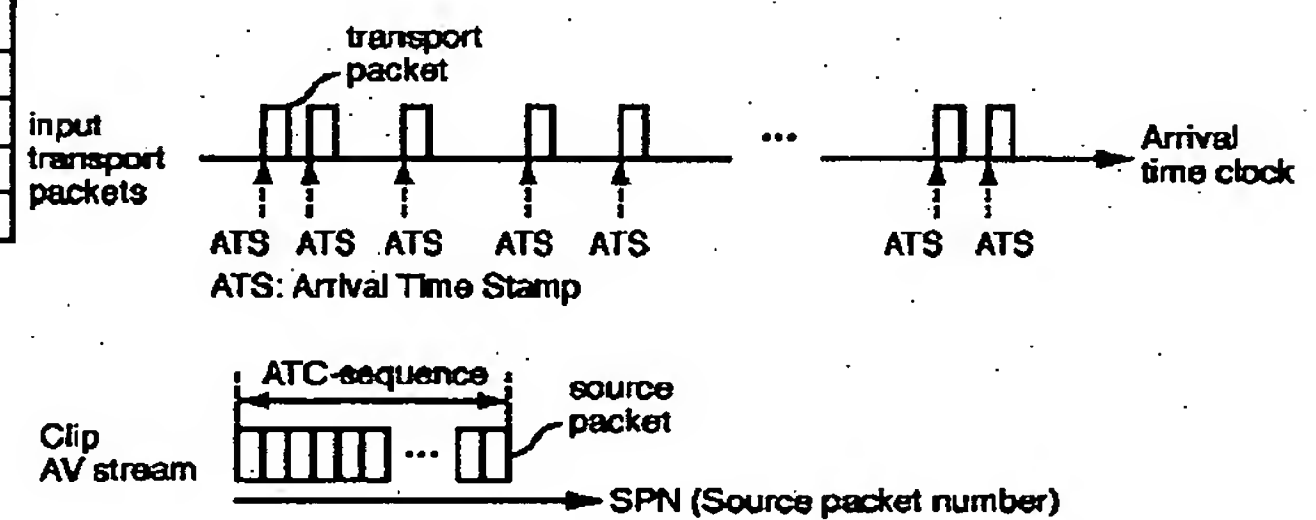 transport
packet
input
transport
packets
...
Arrival
time clock
ATS ATS ATS ATS ATS ATS ATS
ATS: Arrival Time Stamp
ATC-sequence
source
packet
Clip
AV stream
...
SPN (Source packet number)